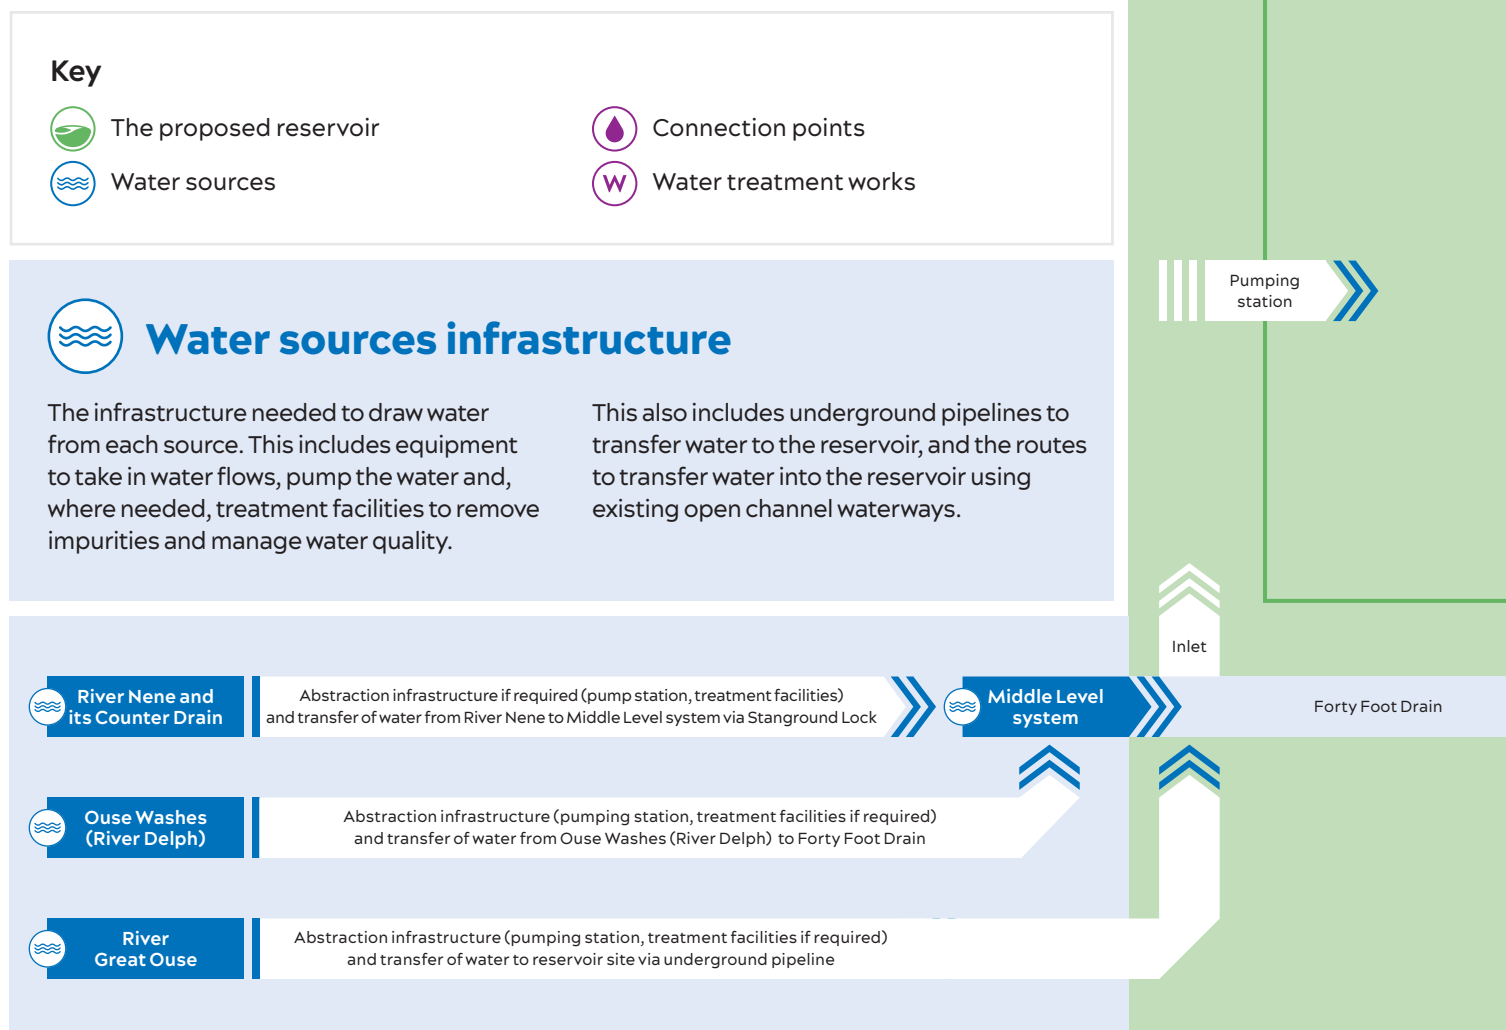 Key
The proposed reservoir
Water sources
Connection points
W
Water treatment works
Pumping
station
Water sources infrastructure
The infrastructure needed to draw water
from each source. This includes equipment
to take in water flows, pump the water and,
where needed, treatment facilities to remove
impurities and manage water quality.
This also includes underground pipelines to
transfer water to the reservoir, and the routes
to transfer water into the reservoir using
existing open channel waterways.
Inlet
River Nene and
its Counter Drain
Abstraction infrastructure if required (pump station, treatment facilities)
and transfer of water from River Nene to Middle Level system via Stanground Lock
Middle Level
system
Forty Foot Drain
Ouse Washes
(River Delph)
Abstraction infrastructure (pumping station, treatment facilities if required)
and transfer of water from Ouse Washes (River Delph) to Forty Foot Drain
River
Great Ouse
Abstraction infrastructure (pumping station, treatment facilities if required)
and transfer of water to reservoir site via underground pipeline